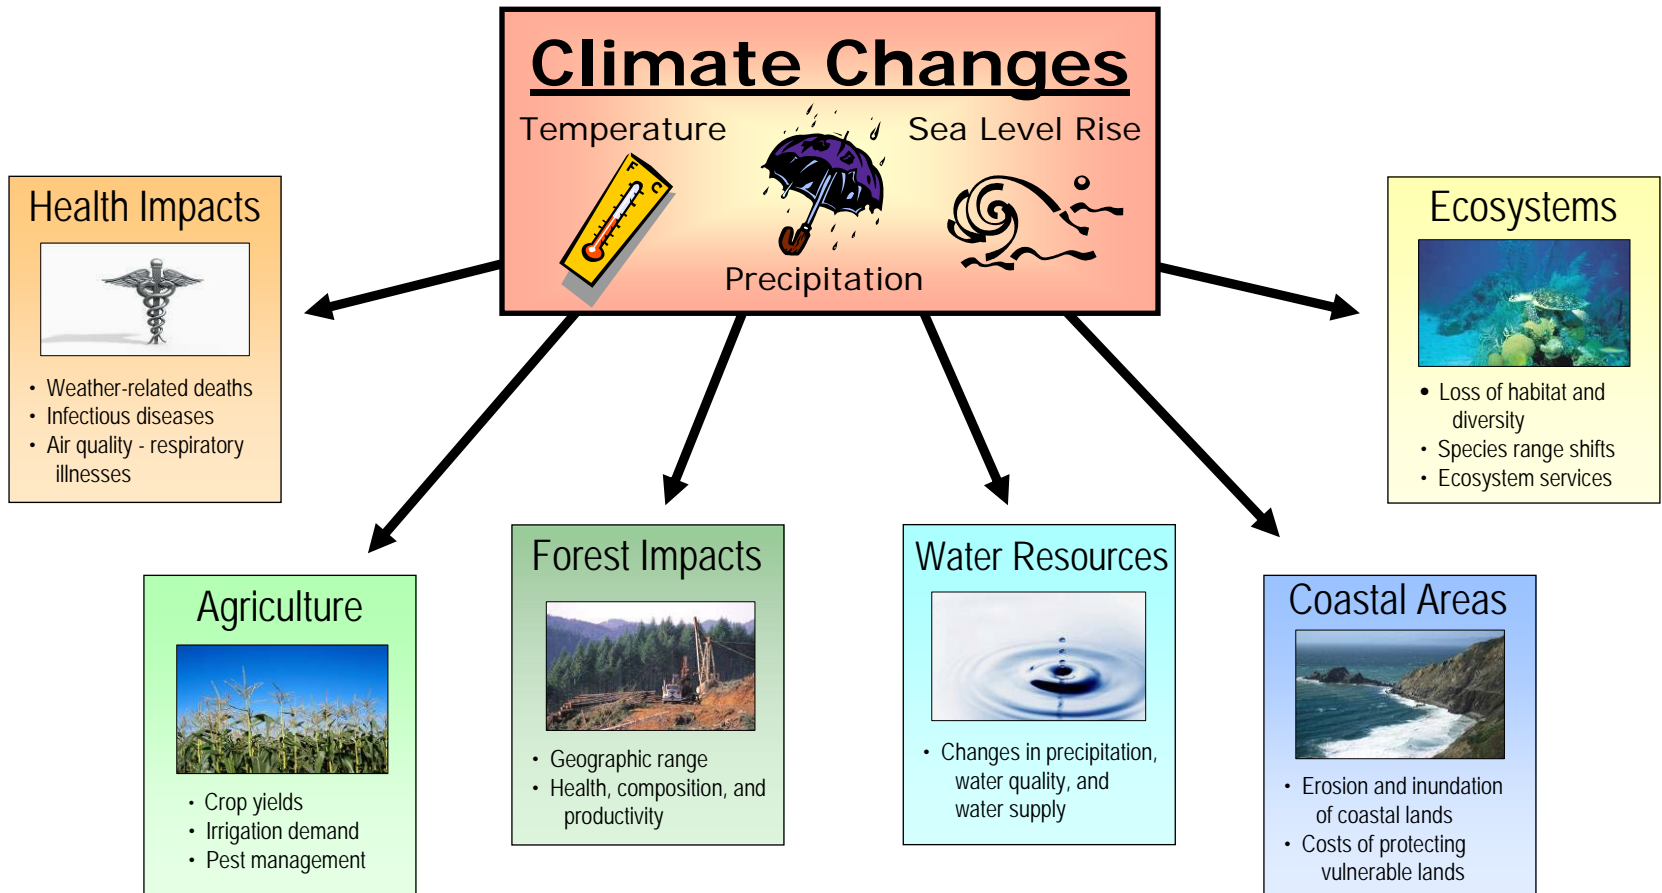 Climate Changes
Temperature
Sea Level Rise
F
C
Precipitation
Health Impacts
• Weather-related deaths
• Infectious diseases
• Air quality - respiratory
illnesses
Agriculture
• Crop yields
• Irrigation demand
• Pest management
Forest Impacts
• Geographic range
• Health, composition, and
productivity
Water Resources
• Changes in precipitation,
water quality, and
water supply
Coastal Areas
• Erosion and inundation
of coastal lands
• Costs of protecting
vulnerable lands
Ecosystems
• Loss of habitat and
diversity
• Species range shifts
• Ecosystem services